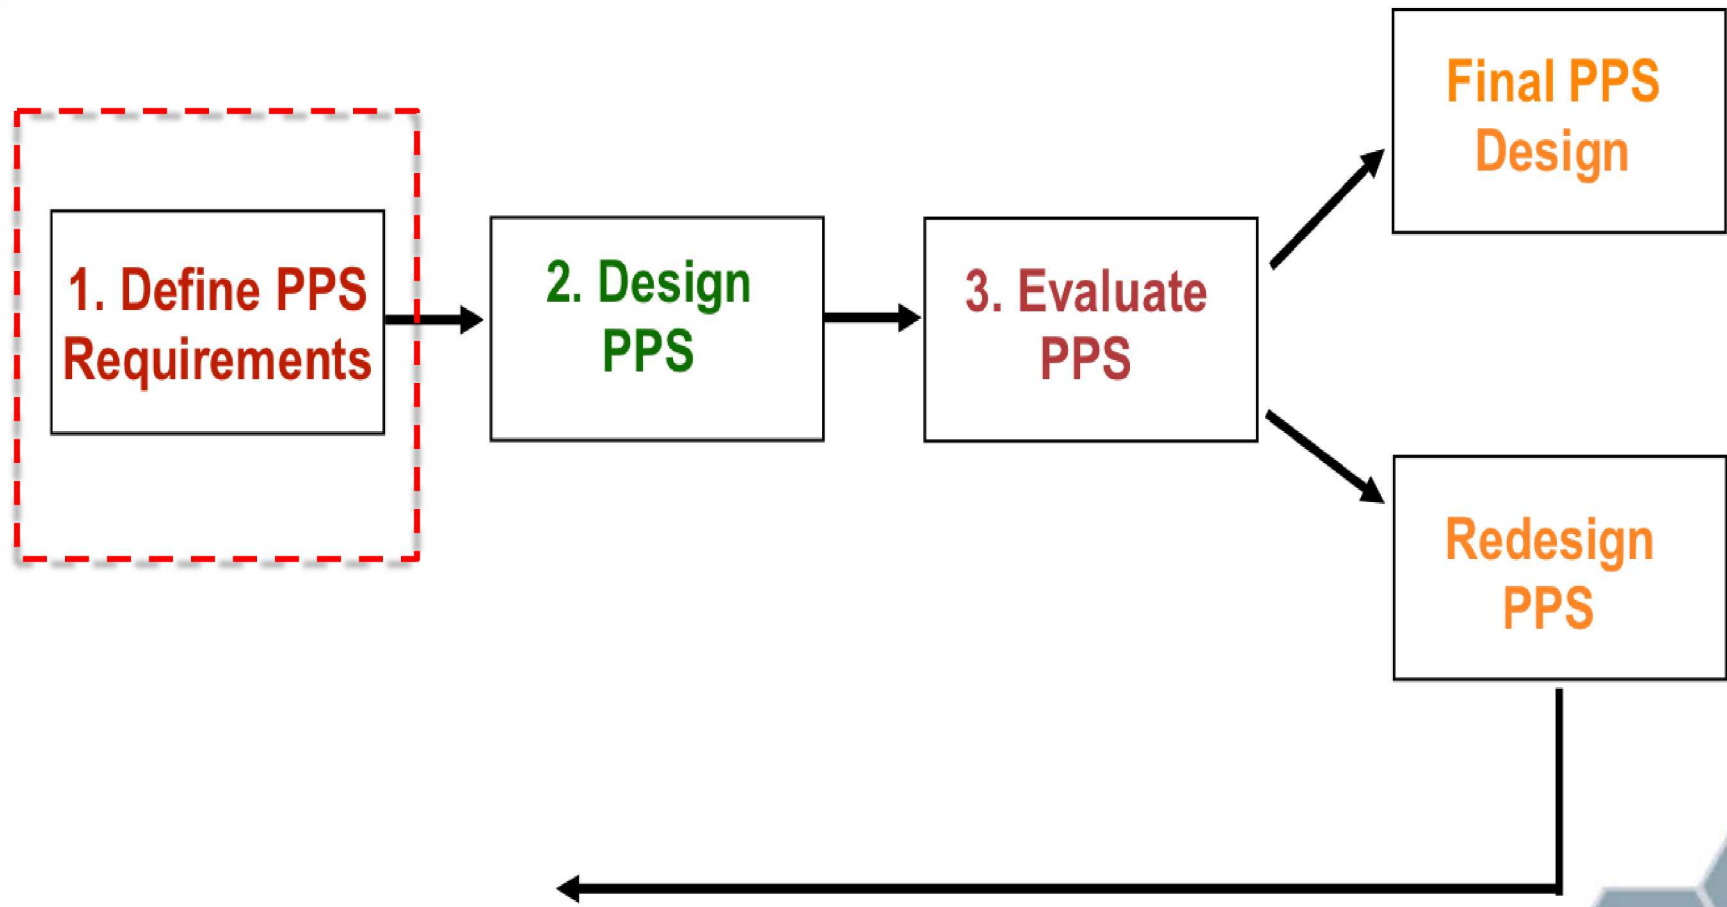 1. Define PPS
Requirements
2. Design
PPS
3. Evaluate
PPS
Final PPS
Design
Redesign
PPS